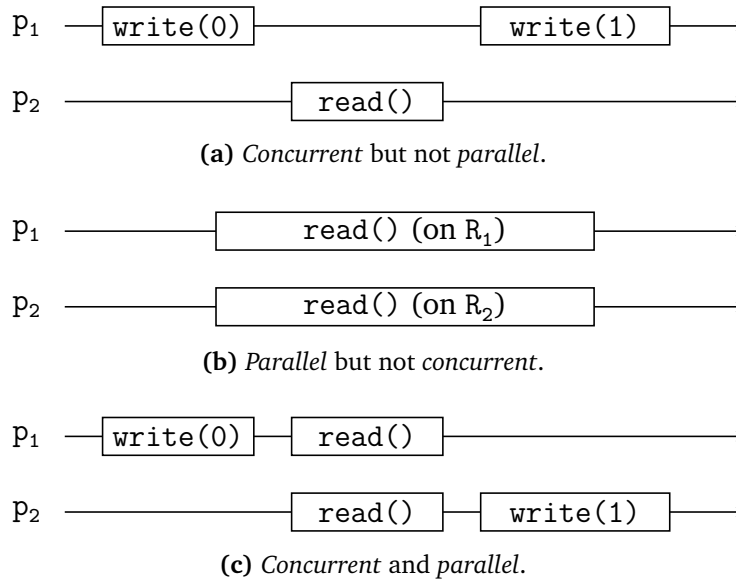 p₁ write(0) write(1)
p₂ read()
(a) Concurrent but not parallel.
p₁ read() (on R₁)
p₂ read() (on R₂)
(b) Parallel but not concurrent.
p₁ write(0) read()
p₂ read() write(1)
(c) Concurrent and parallel.